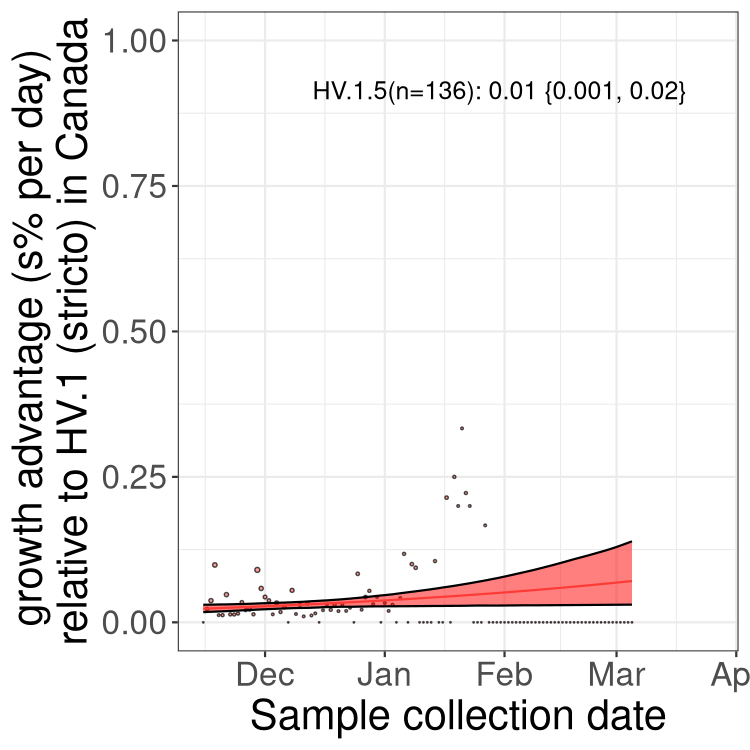 growth advantage (s% per day)
relative to HV.1 (stricto) in Canada
1.00
0.75
0.50
0.25
0.00
HV.1.5(n=136): 0.01 {0.001, 0.02}
Dec Jan Feb Mar Ap
Sample collection date